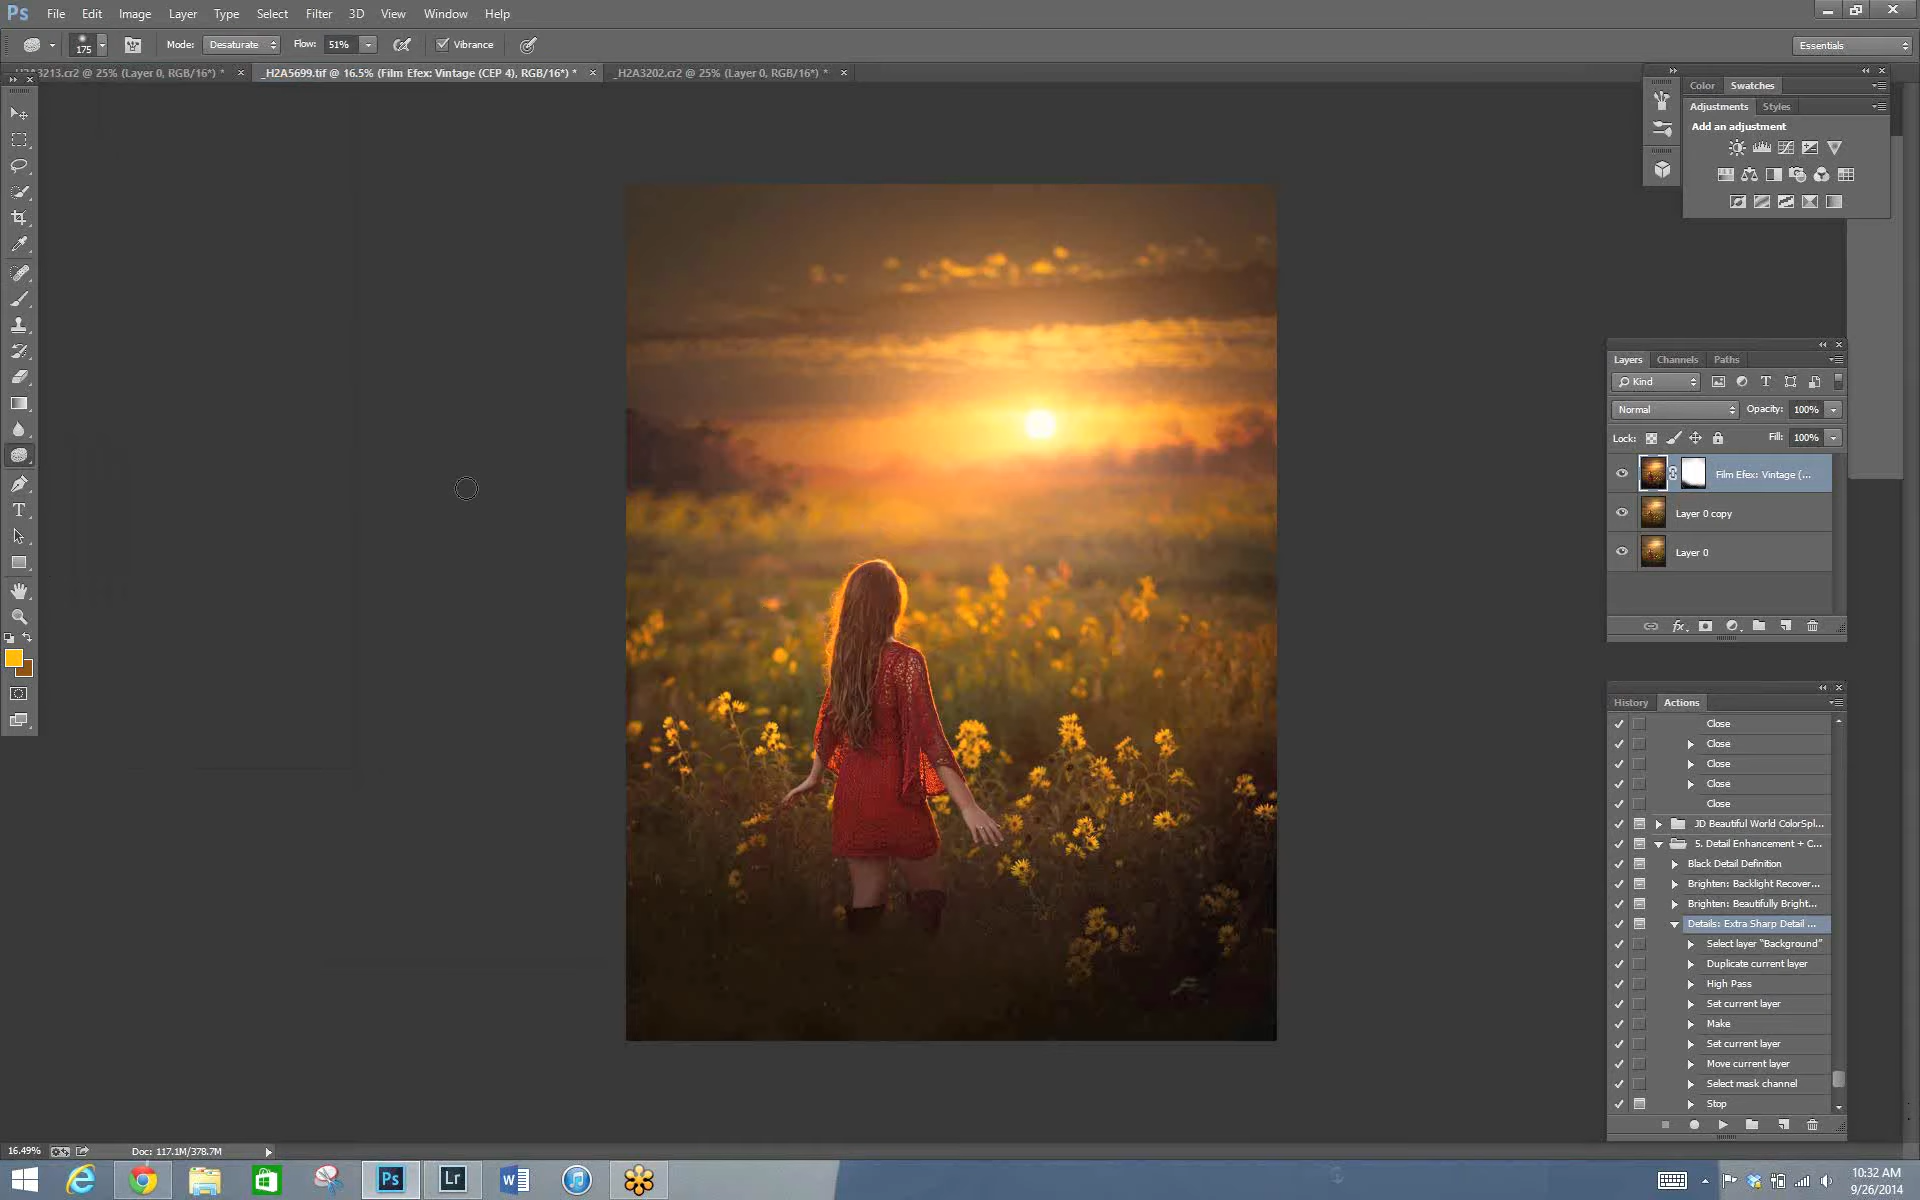 Ps File Edit Image Layer Type Select Filter 3D View Window Help
175 Mode: Desaturate Flow: 51% Vibrance Essentials
3213.cr2 @ 25% (Layer 0, RGB/16*) * _H2A5699.tif @ 16.5% (Film Efex: Vintage (CEP 4), RGB/16*) * _H2A3202.cr2 @ 25% (Layer 0, RGB/16*) *
Color Swatches
Adjustments Styles
Add an adjustment
Layers Channels Paths
Kind
Normal Opacity: 100%
Lock: Fill: 100%
Film Efex: Vintage (...
Layer 0 copy
Layer 0
fx
History Actions
Close
Close
Close
Close
Close
JD Beautiful World ColorSpl...
5. Detail Enhancement + C...
Black Detail Definition
Brighten: Backlight Recover...
Brighten: Beautifully Bright...
Details: Extra Sharp Detail ...
Select layer "Background"
Duplicate current layer
High Pass
Set current layer
Make
Set current layer
Move current layer
Select mask channel
Stop
16.49% Doc: 117.1M/378.7M
Ps Lr W
10:32 AM
9/26/2014